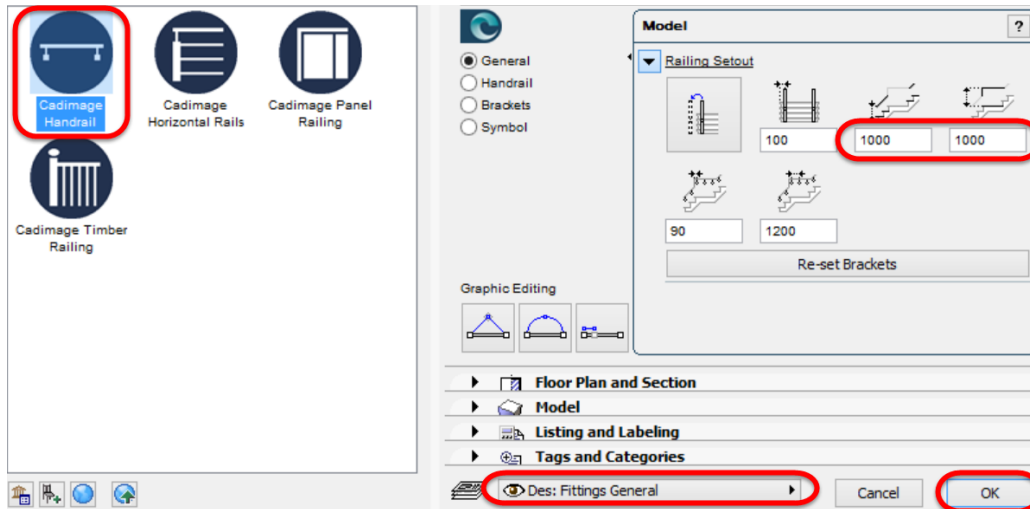 Cadimage
Handrail
Cadimage
Horizontal Rails
Cadimage Panel
Railing
Cadimage Timber
Railing
General
Handrail
Brackets
Symbol
Graphic Editing
Model
?
Railing Setout
100
1000
1000
90
1200
Re-set Brackets
Floor Plan and Section
Model
Listing and Labeling
Tags and Categories
Des: Fittings General
Cancel
OK